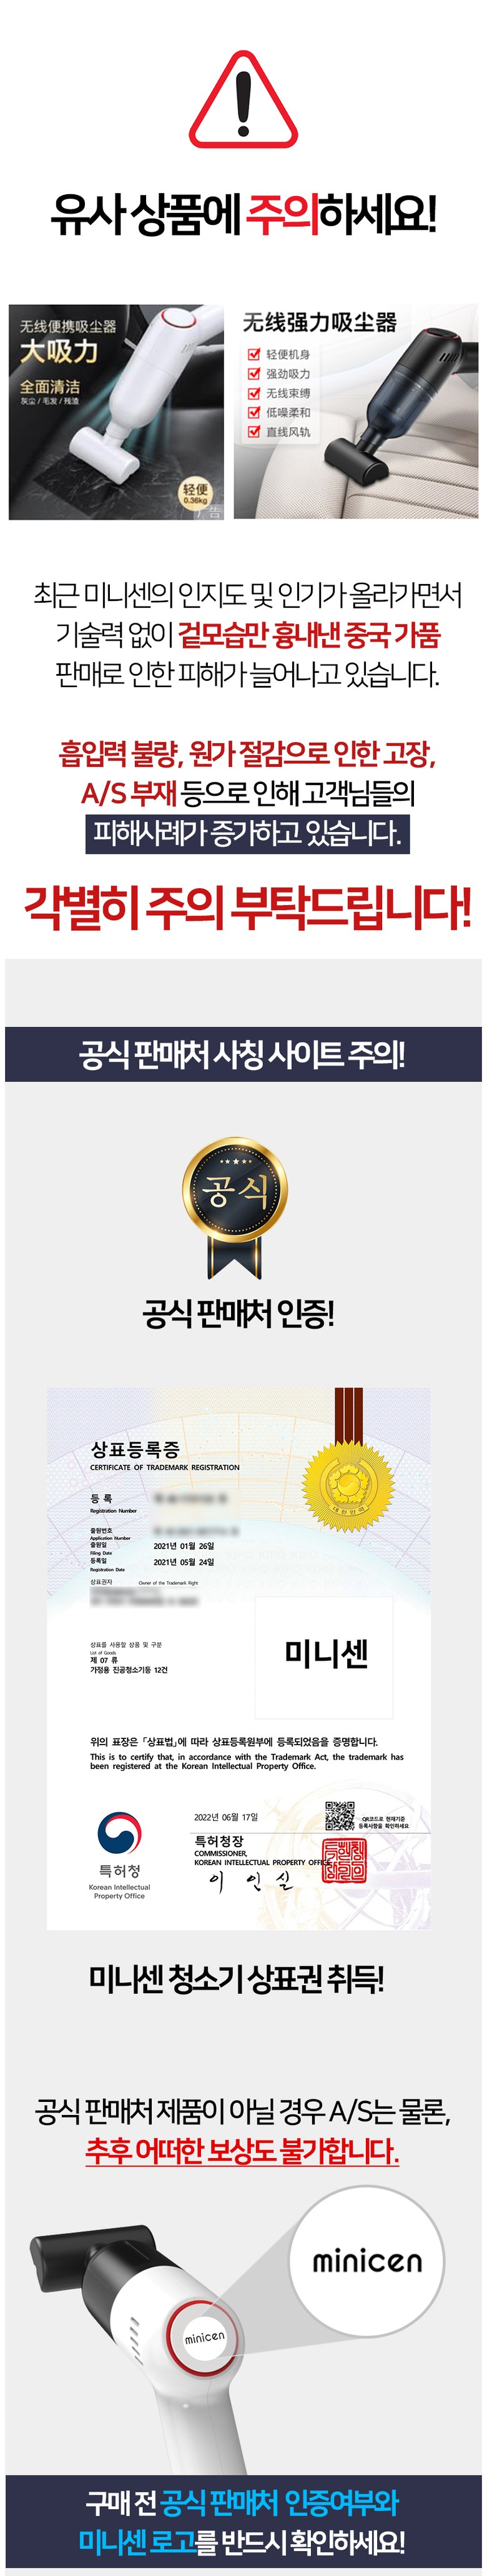 유사 상품에 주의하세요!
无线便携吸尘器
大吸力
全面清洁
灰尘 / 毛发 / 残渣
轻便
0.36kg
广告
无线强力吸尘器
轻便机身
强劲吸力
无线束缚
低噪柔和
直线风轨
최근 미니센의 인지도 및 인기가 올라가면서
기술력 없이 겉모습만 흉내낸 중국 가품
판매로 인한 피해가 늘어나고 있습니다.
흡입력 불량, 원가 절감으로 인한 고장,
A/S 부재 등으로 인해 고객님들의
피해사례가 증가하고 있습니다.
각별히 주의 부탁드립니다!
공식 판매처 사칭 사이트 주의!
공식
공식 판매처 인증!
상표등록증
CERTIFICATE OF TRADEMARK REGISTRATION
등 록
Registration Number
출원번호
Application Number
출원일 2021년 01월 26일
Filing Date
등록일 2021년 05월 24일
Registration Date
상표권자 Owner of the Trademark Right
상표를 사용할 상품 및 구분
List of Goods
제 07 류
가정용 진공청소기등 12건
미니센
위의 표장은 「상표법」에 따라 상표등록원부에 등록되었음을 증명합니다.
This is to certify that, in accordance with the Trademark Act, the trademark has
been registered at the Korean Intellectual Property Office.
2022년 06월 17일
QR코드로 현재기준
등록사항을 확인하세요
특허청
Korean Intellectual
Property Office
특허청장
COMMISSIONER,
KOREAN INTELLECTUAL PROPERTY OFFICE
이 인 실
미니센 청소기 상표권 취득!
공식 판매처 제품이 아닐 경우 A/S는 물론,
추후 어떠한 보상도 불가합니다.
minicen
minicen
구매 전 공식 판매처 인증여부와
미니센 로고를 반드시 확인하세요!